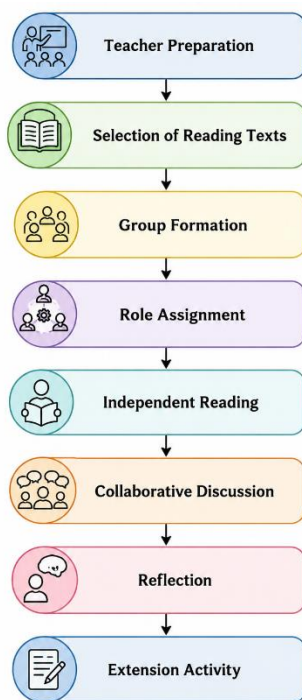 Teacher Preparation
Selection of Reading Texts
Group Formation
Role Assignment
Independent Reading
Collaborative Discussion
Reflection
Extension Activity